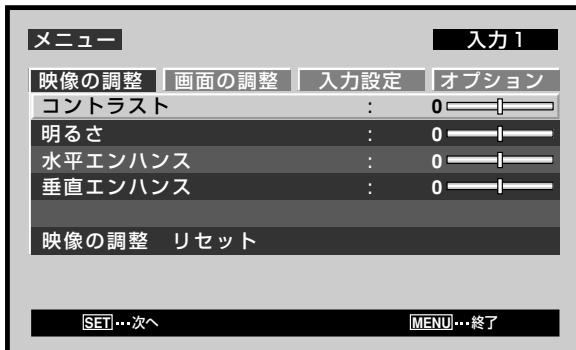 メニュー 入力1
映像の調整 画面の調整 入力設定 オプション
コントラスト : 0
明るさ : 0
水平エンハンス : 0
垂直エンハンス : 0
映像の調整 リセット
SET…次へ MENU…終了